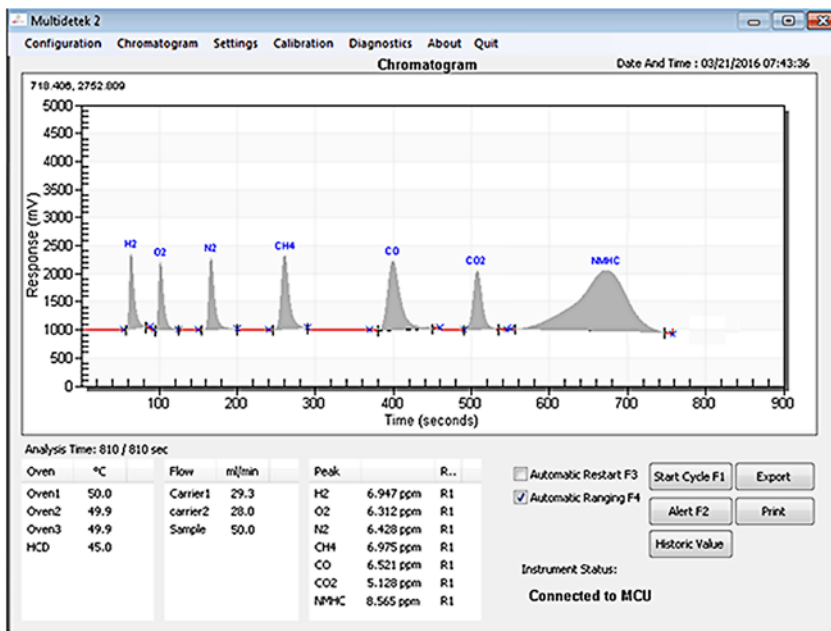 Multidetek 2
Configuration Chromatogram Settings Calibration Diagnostics About Quit
Chromatogram Date And Time : 03/21/2016 07:43:36
718.406, 2752.809
5000
4500
4000
3500
3000
2500
2000
1500
1000
500
0
Response (mV)
H2 O2 N2 CH4 CO CO2 NMHC
100 200 300 400 500 600 700 800 900
Time (seconds)
Analysis Time: 810 / 810 sec
Oven °C
Oven1 50.0
Oven2 49.9
Oven3 49.9
HCD 45.0
Flow ml/min
Carrier1 29.3
carrier2 28.0
Sample 50.0
Peak R..
H2 6.947 ppm R1
O2 6.312 ppm R1
N2 6.428 ppm R1
CH4 6.975 ppm R1
CO 6.521 ppm R1
CO2 5.128 ppm R1
NMHC 8.565 ppm R1
Automatic Restart F3
Automatic Ranging F4
Start Cycle F1 Export
Alert F2 Print
Historic Value
Instrument Status:
Connected to MCU